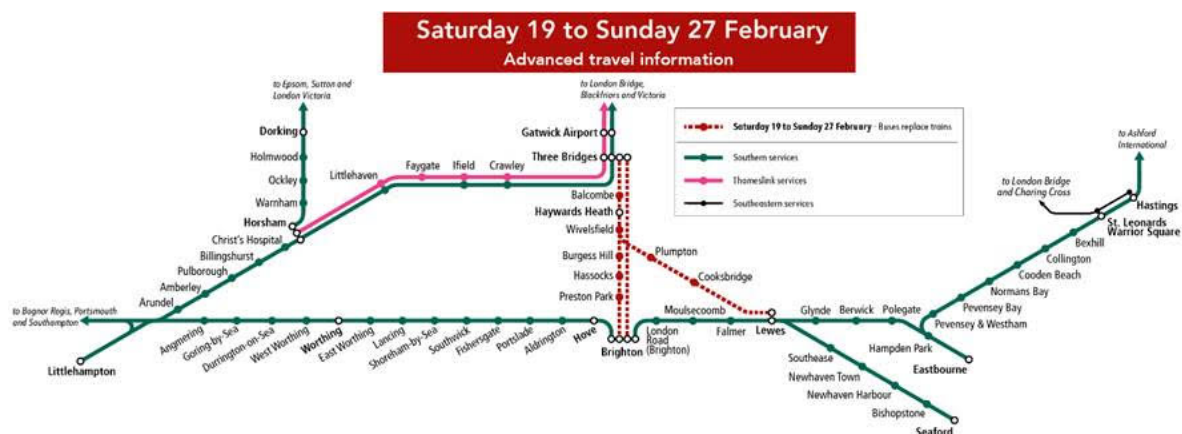 Saturday 19 to Sunday 27 February
Advanced travel information
to Epsom, Sutton and
London Victoria
to London Bridge,
Blackfriars and Victoria
Saturday 19 to Sunday 27 February - Buses replace trains
Southern services
Thameslink services
Southeastern services
Dorking
Holmwood
Ockley
Warnham
Horsham
Littlehaven
Faygate
Ifield
Crawley
Gatwick Airport
Three Bridges
Balcombe
Haywards Heath
Wivelsfield
Burgess Hill
Hassocks
Preston Park
Plumpton
Cooksbridge
to Ashford
International
to London Bridge
and Charing Cross
Hastings
St. Leonards
Warrior Square
Bexhill
Collington
Cooden Beach
Normans Bay
Pevensey Bay
Pevensey & Westham
Christ's Hospital
Billingshurst
Pulborough
Amberley
Arundel
to Bognor Regis, Portsmouth
and Southampton
Littlehampton
Angmering
Goring-by-Sea
Durrington-on-Sea
West Worthing
Worthing
East Worthing
Lancing
Shoreham-by-Sea
Southwick
Fishergate
Portslade
Aldrington
Hove
Brighton
London
Road
(Brighton)
Moulsecoomb
Falmer
Lewes
Glynde
Berwick
Polegate
Hampden Park
Eastbourne
Southease
Newhaven Town
Newhaven Harbour
Bishopstone
Seaford